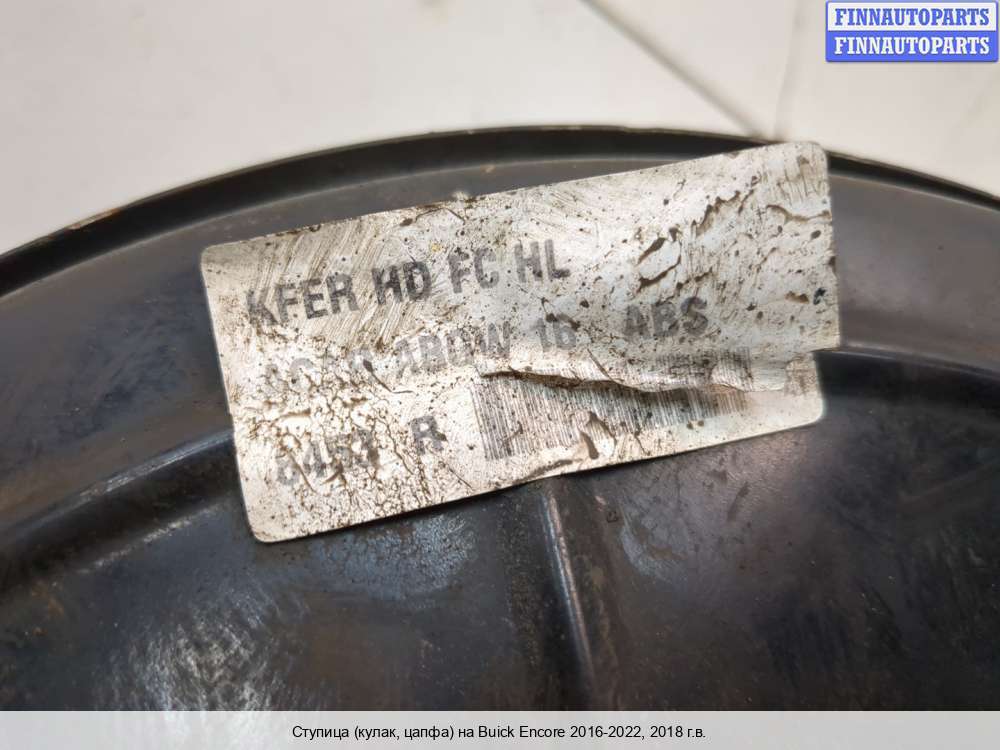 FINNAUTOPARTS
FINNAUTOPARTS
KFER HD FC HL
ABS
R
Ступица (кулак, цапфа) на Buick Encore 2016-2022, 2018 г.в.